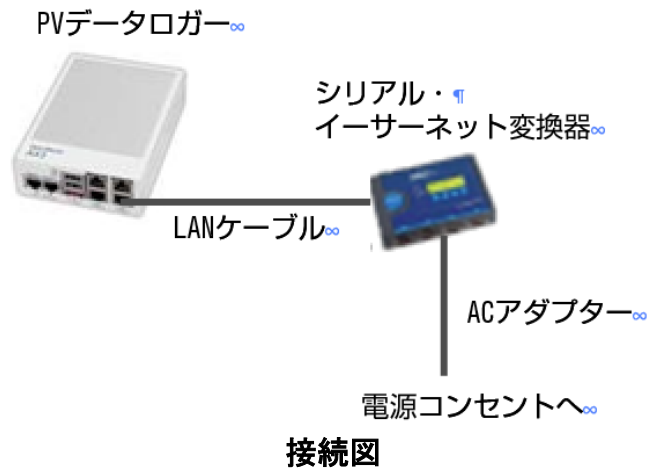 PVデータロガー∞
シリアル・¶
イーサーネット変換器∞
LANケーブル∞
ACアダプター∞
電源コンセントへ∞
接続図